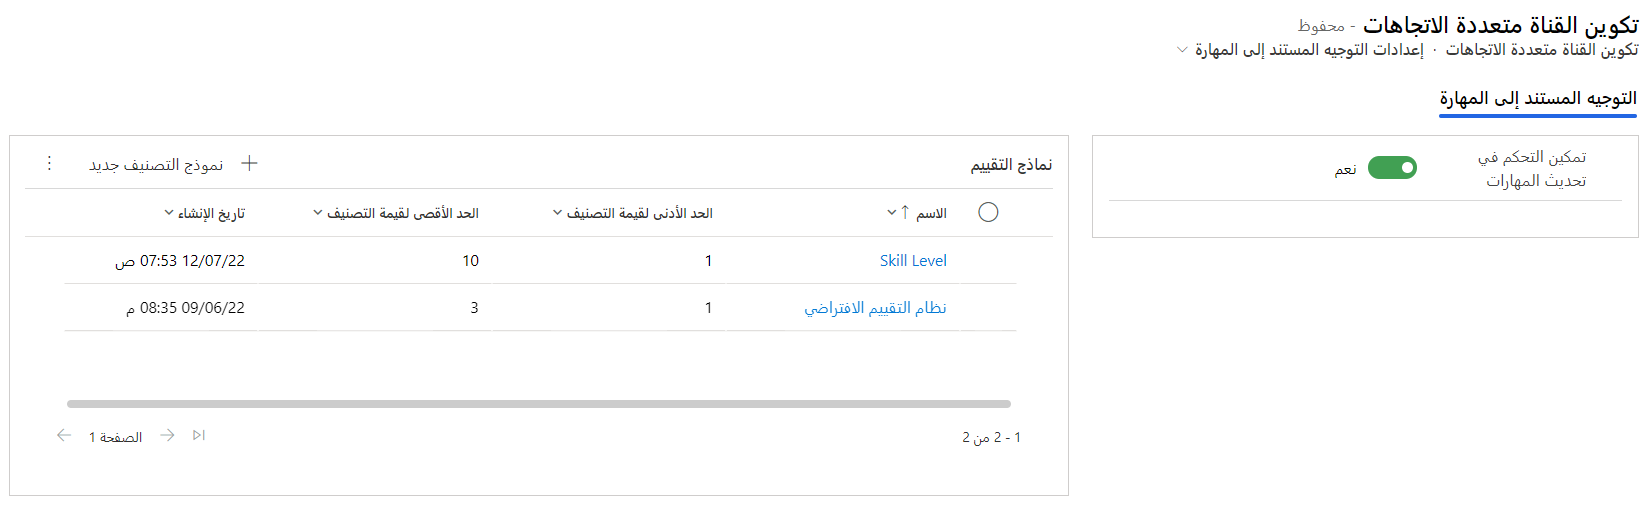 تكوين القناة متعددة الاتجاهات - محفوظ
تكوين القناة متعددة الاتجاهات · إعدادات التوجيه المستند إلى المهارة
التوجيه المستند إلى المهارة
تمكين التحكم في
تحديث المهارات
نعم
نماذج التقييم
نموذج التصنيف جديد
الاسم ↑ الحد الأدنى لقيمة التصنيف الحد الأقصى لقيمة التصنيف تاريخ الإنشاء
Skill Level 1 10 12/07/22 07:53 ص
نظام التقييم الافتراضي 1 3 09/06/22 08:35 م
1 - 2 من 2
الصفحة 1